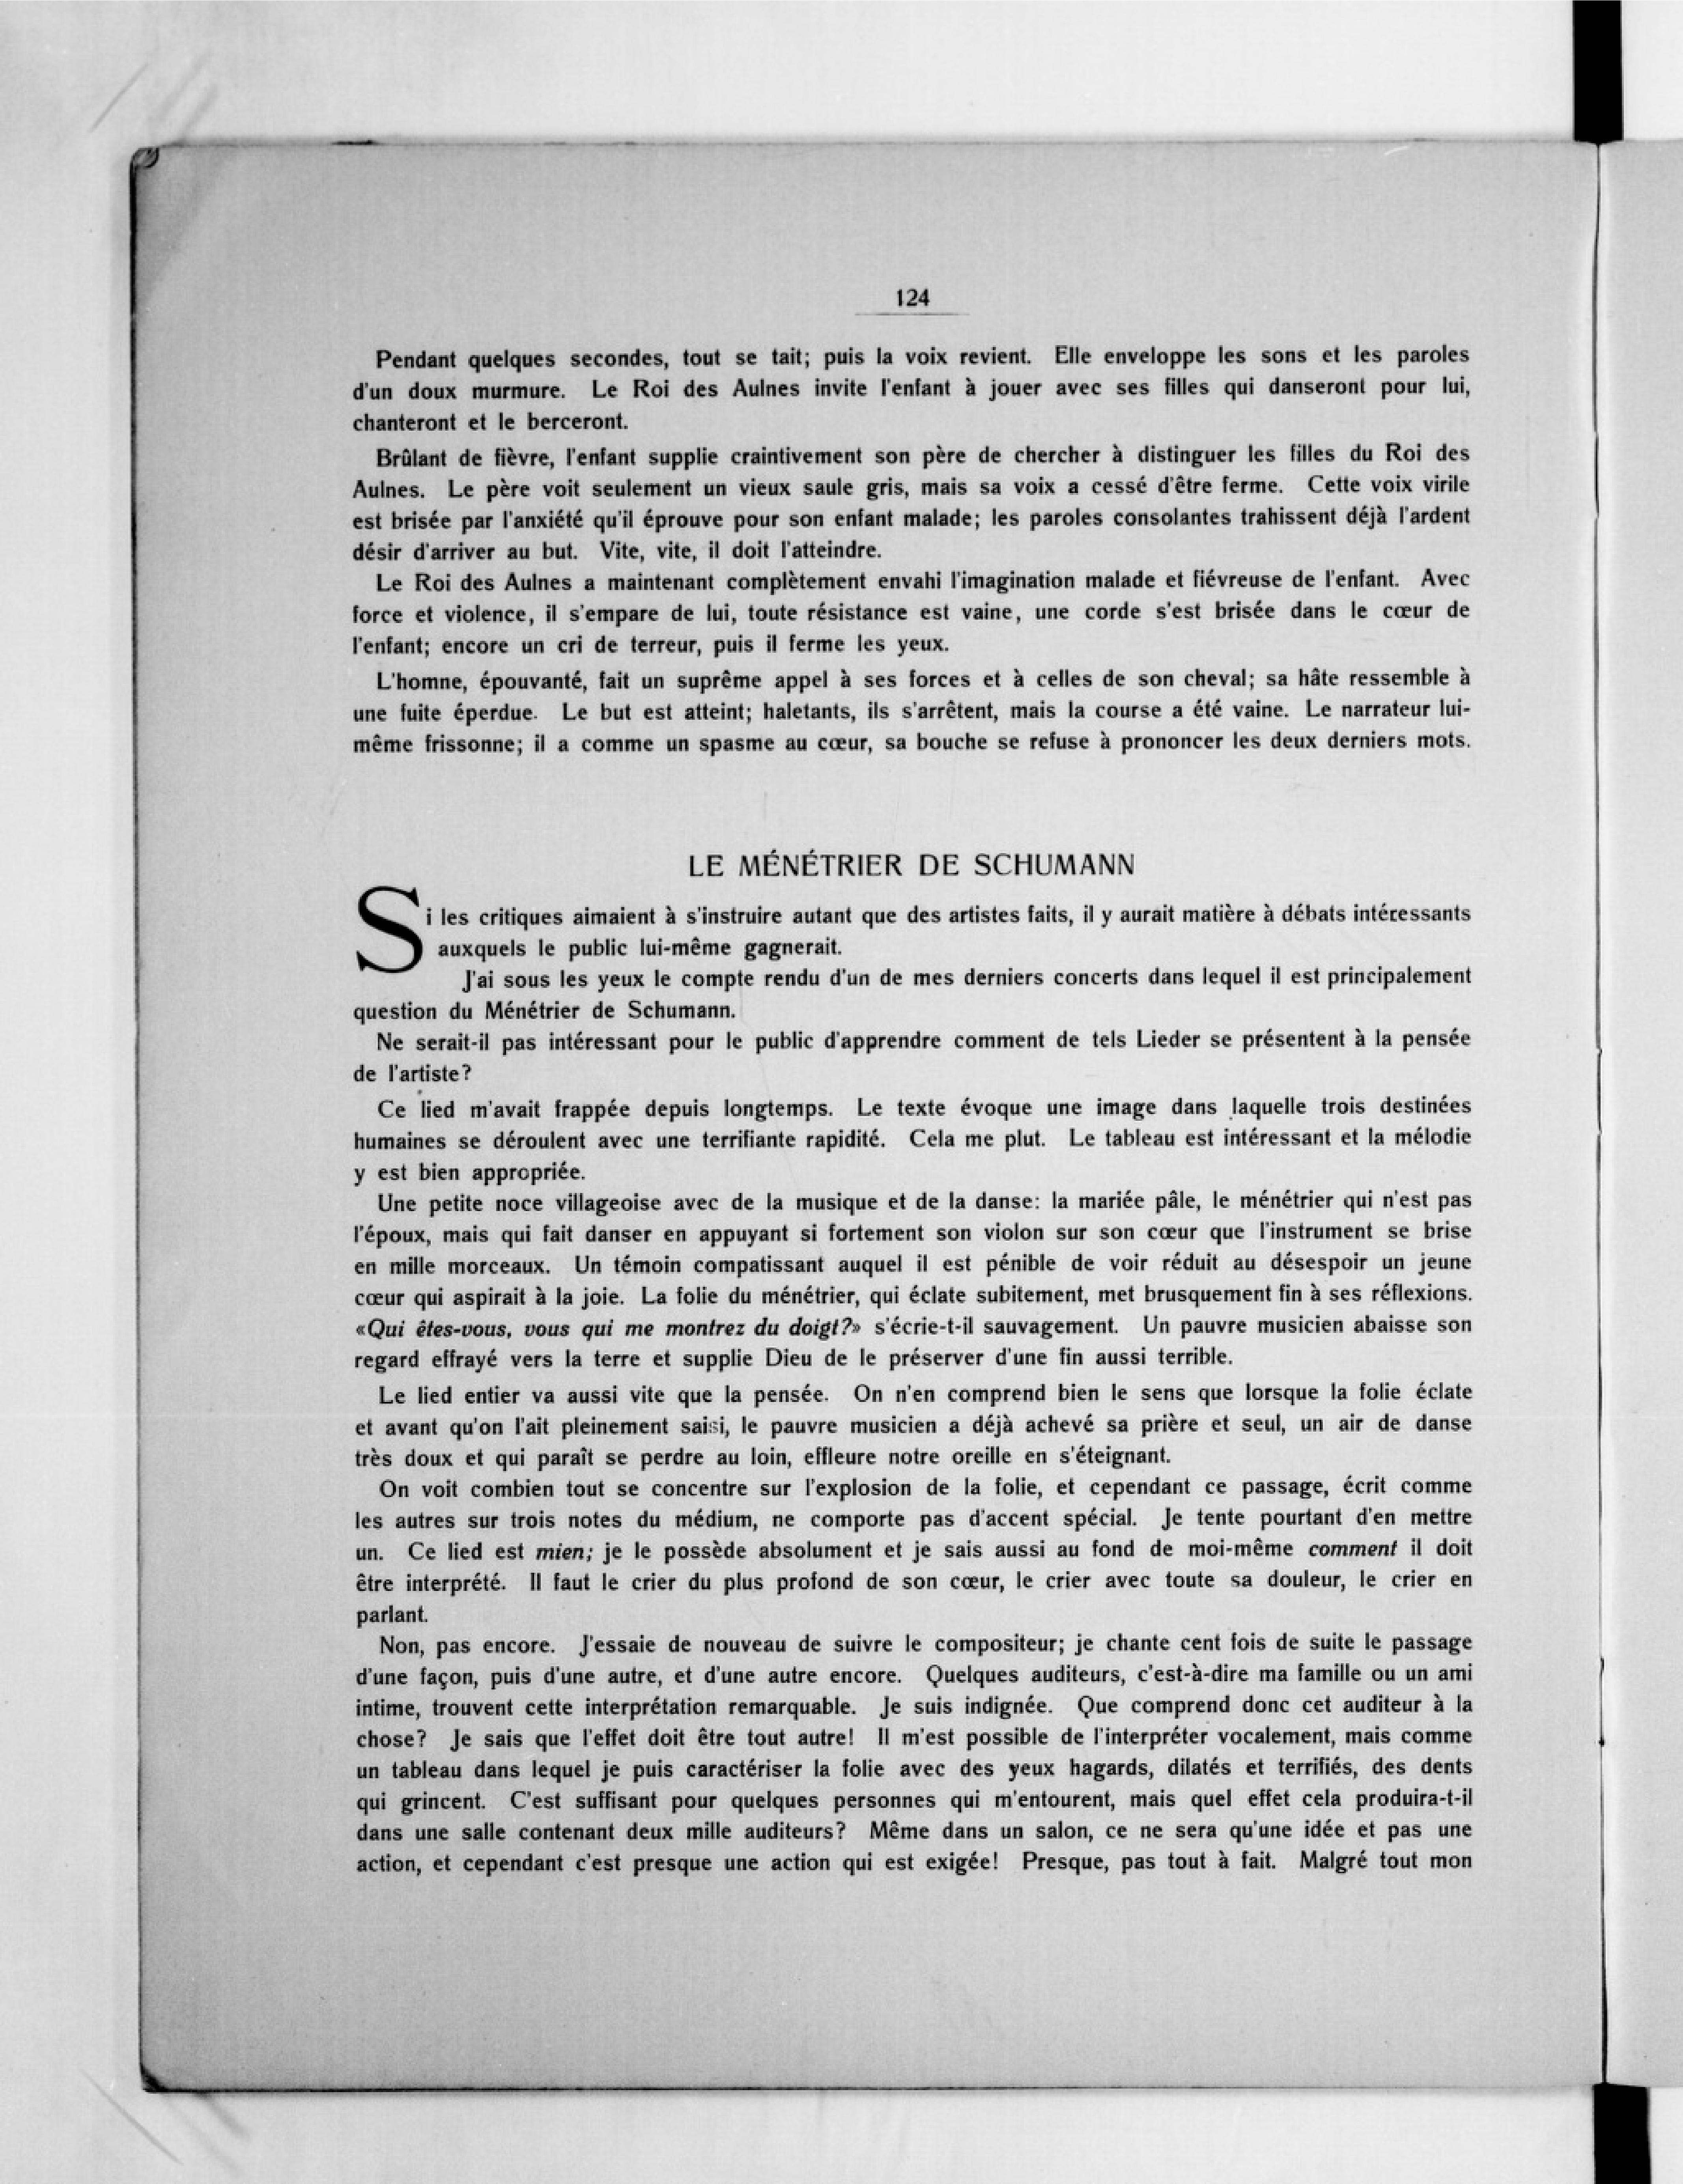 124
Pendant quelques secondes, tout se tait; puis la voix revient. Elle enveloppe les sons et les paroles
d'un doux murmure. Le Roi des Aulnes invite l'enfant à jouer avec ses filles qui danseront pour lui,
chanteront et le berceront.
Brûlant de fièvre, l'enfant supplie craintivement son père de chercher à distinguer les filles du Roi des
Aulnes. Le père voit seulement un vieux saule gris, mais sa voix a cessé d'être ferme. Cette voix virile
est brisée par l'anxiété qu'il éprouve pour son enfant malade; les paroles consolantes trahissent déjà l'ardent
désir d'arriver au but. Vite, vite, il doit l'atteindre.
Le Roi des Aulnes a maintenant complètement envahi l'imagination malade et fiévreuse de l'enfant. Avec
force et violence, il s'empare de lui, toute résistance est vaine, une corde s'est brisée dans le cœur de
l'enfant; encore un cri de terreur, puis il ferme les yeux.
L'homne, épouvanté, fait un suprême appel à ses forces et à celles de son cheval; sa hâte ressemble à
une fuite éperdue. Le but est atteint; haletants, ils s'arrêtent, mais la course a été vaine. Le narrateur lui-
même frissonne; il a comme un spasme au cœur, sa bouche se refuse à prononcer les deux derniers mots.
LE MÉNÉTRIER DE SCHUMANN
Si les critiques aimaient à s'instruire autant que des artistes faits, il y aurait matière à débats intéressants
auxquels le public lui-même gagnerait.
J'ai sous les yeux le compte rendu d'un de mes derniers concerts dans lequel il est principalement
question du Ménétrier de Schumann.
Ne serait-il pas intéressant pour le public d'apprendre comment de tels Lieder se présentent à la pensée
de l'artiste?
Ce lied m'avait frappée depuis longtemps. Le texte évoque une image dans laquelle trois destinées
humaines se déroulent avec une terrifiante rapidité. Cela me plut. Le tableau est intéressant et la mélodie
y est bien appropriée.
Une petite noce villageoise avec de la musique et de la danse: la mariée pâle, le ménétrier qui n'est pas
l'époux, mais qui fait danser en appuyant si fortement son violon sur son cœur que l'instrument se brise
en mille morceaux. Un témoin compatissant auquel il est pénible de voir réduit au désespoir un jeune
cœur qui aspirait à la joie. La folie du ménétrier, qui éclate subitement, met brusquement fin à ses réflexions.
«Qui êtes-vous, vous qui me montrez du doigt?» s'écrie-t-il sauvagement. Un pauvre musicien abaisse son
regard effrayé vers la terre et supplie Dieu de le préserver d'une fin aussi terrible.
Le lied entier va aussi vite que la pensée. On n'en comprend bien le sens que lorsque la folie éclate
et avant qu'on l'ait pleinement saisi, le pauvre musicien a déjà achevé sa prière et seul, un air de danse
très doux et qui paraît se perdre au loin, effleure notre oreille en s'éteignant.
On voit combien tout se concentre sur l'explosion de la folie, et cependant ce passage, écrit comme
les autres sur trois notes du médium, ne comporte pas d'accent spécial. Je tente pourtant d'en mettre
un. Ce lied est mien; je le possède absolument et je sais aussi au fond de moi-même comment il doit
être interprété. Il faut le crier du plus profond de son cœur, le crier avec toute sa douleur, le crier en
parlant.
Non, pas encore. J'essaie de nouveau de suivre le compositeur; je chante cent fois de suite le passage
d'une façon, puis d'une autre, et d'une autre encore. Quelques auditeurs, c'est-à-dire ma famille ou un ami
intime, trouvent cette interprétation remarquable. Je suis indignée. Que comprend donc cet auditeur à la
chose? Je sais que l'effet doit être tout autre! Il m'est possible de l'interpréter vocalement, mais comme
un tableau dans lequel je puis caractériser la folie avec des yeux hagards, dilatés et terrifiés, des dents
qui grincent. C'est suffisant pour quelques personnes qui m'entourent, mais quel effet cela produira-t-il
dans une salle contenant deux mille auditeurs? Même dans un salon, ce ne sera qu'une idée et pas une
action, et cependant c'est presque une action qui est exigée! Presque, pas tout à fait. Malgré tout mon